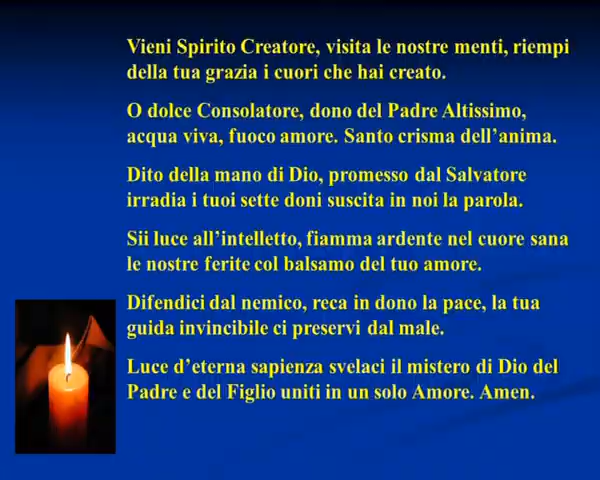 Vieni Spirito Creatore, visita le nostre menti, riempi
della tua grazia i cuori che hai creato.
O dolce Consolatore, dono del Padre Altissimo,
acqua viva, fuoco amore. Santo crisma dell’anima.
Dito della mano di Dio, promesso dal Salvatore
irradia i tuoi sette doni suscita in noi la parola.
Sii luce all’intelletto, fiamma ardente nel cuore sana
le nostre ferite col balsamo del tuo amore.
Difendici dal nemico, reca in dono la pace, la tua
guida invincibile ci preservi dal male.
Luce d’eterna sapienza svelaci il mistero di Dio del
Padre e del Figlio uniti in un solo Amore. Amen.